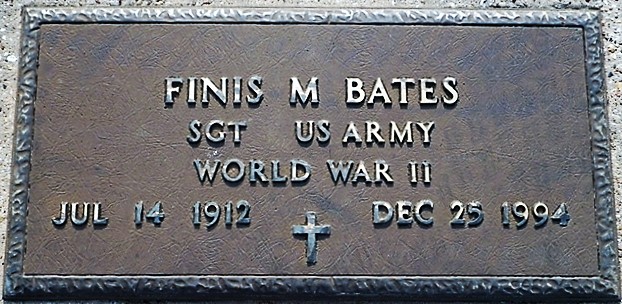 FINIS M BATES
SGT US ARMY
WORLD WAR II
JUL 14 1912 DEC 25 1994